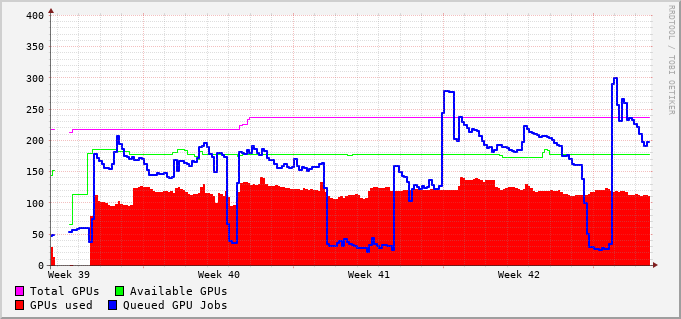 400
350
300
250
200
150
100
50
0
Week 39 Week 40 Week 41 Week 42
Total GPUs Available GPUs
GPUs used Queued GPU Jobs
RRDTOOL / TOBI OETIKER